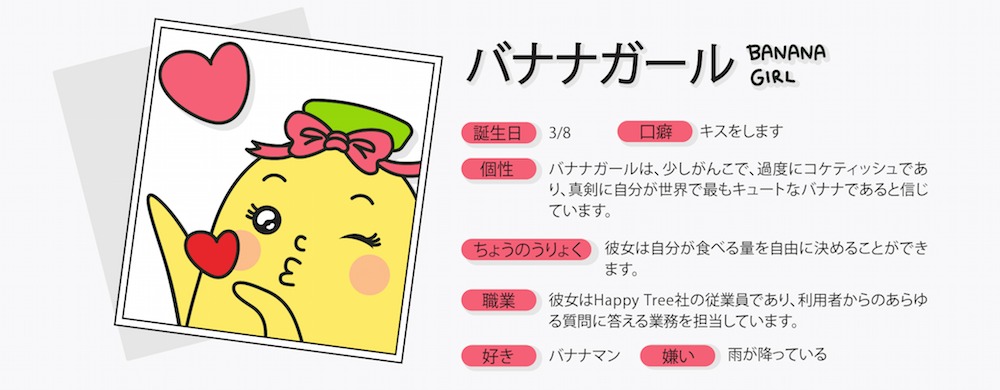 バナナガール BANANA
GIRL
誕生日 3/8 口癖 キスをします
個性 バナナガールは、少しがんこで、過度にコケティッシュであ
り、真剣に自分が世界で最もキュートなバナナであると信じ
ています。
ちょうのうりょく 彼女は自分が食べる量を自由に決めることができ
ます。
職業 彼女はHappy Tree社の従業員であり、利用者からのあらゆ
る質問に答える業務を担当しています。
好き バナナマン 嫌い 雨が降っている